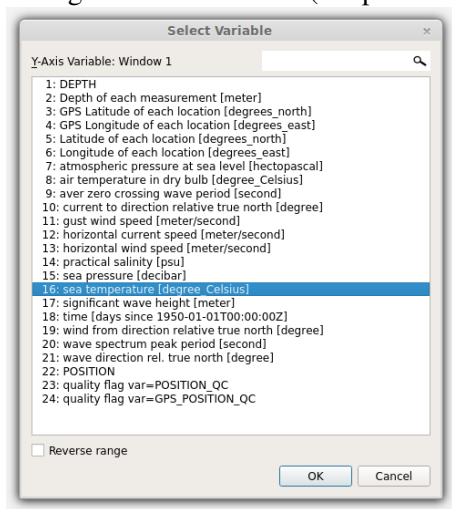 Select Variable
Y-Axis Variable: Window 1
1: DEPTH
2: Depth of each measurement [meter]
3: GPS Latitude of each location [degrees_north]
4: GPS Longitude of each location [degrees_east]
5: Latitude of each location [degrees_north]
6: Longitude of each location [degrees_east]
7: atmospheric pressure at sea level [hectopascal]
8: air temperature in dry bulb [degree_Celsius]
9: aver zero crossing wave period [second]
10: current to direction relative true north [degree]
11: gust wind speed [meter/second]
12: horizontal current speed [meter/second]
13: horizontal wind speed [meter/second]
14: practical salinity [psu]
15: sea pressure [decibar]
16: sea temperature [degree_Celsius]
17: significant wave height [meter]
18: time [days since 1950-01-01T00:00:00Z]
19: wind from direction relative true north [degree]
20: wave spectrum peak period [second]
21: wave direction rel. true north [degree]
22: POSITION
23: quality flag var=POSITION_QC
24: quality flag var=GPS_POSITION_QC
Reverse range
OK Cancel